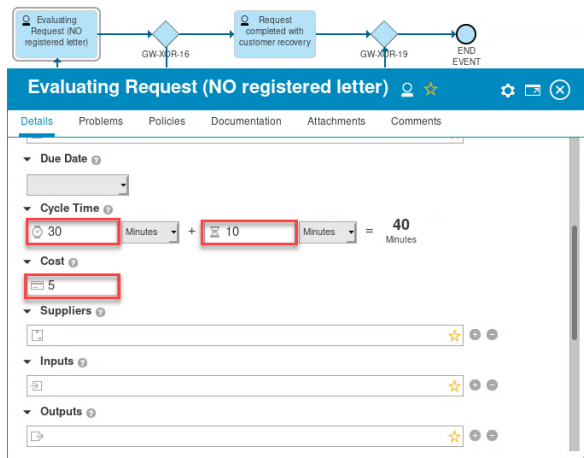 Evaluating
Request (NO
registered letter)
GW-XOR-16
Request
completed with
customer recovery
GW-XOR-19
END
EVENT
Evaluating Request (NO registered letter)
Details Problems Policies Documentation Attachments Comments
Due Date ?
Cycle Time ?
30 Minutes + 10 Minutes = 40
Minutes
Cost ?
5
Suppliers ?
Inputs ?
Outputs ?